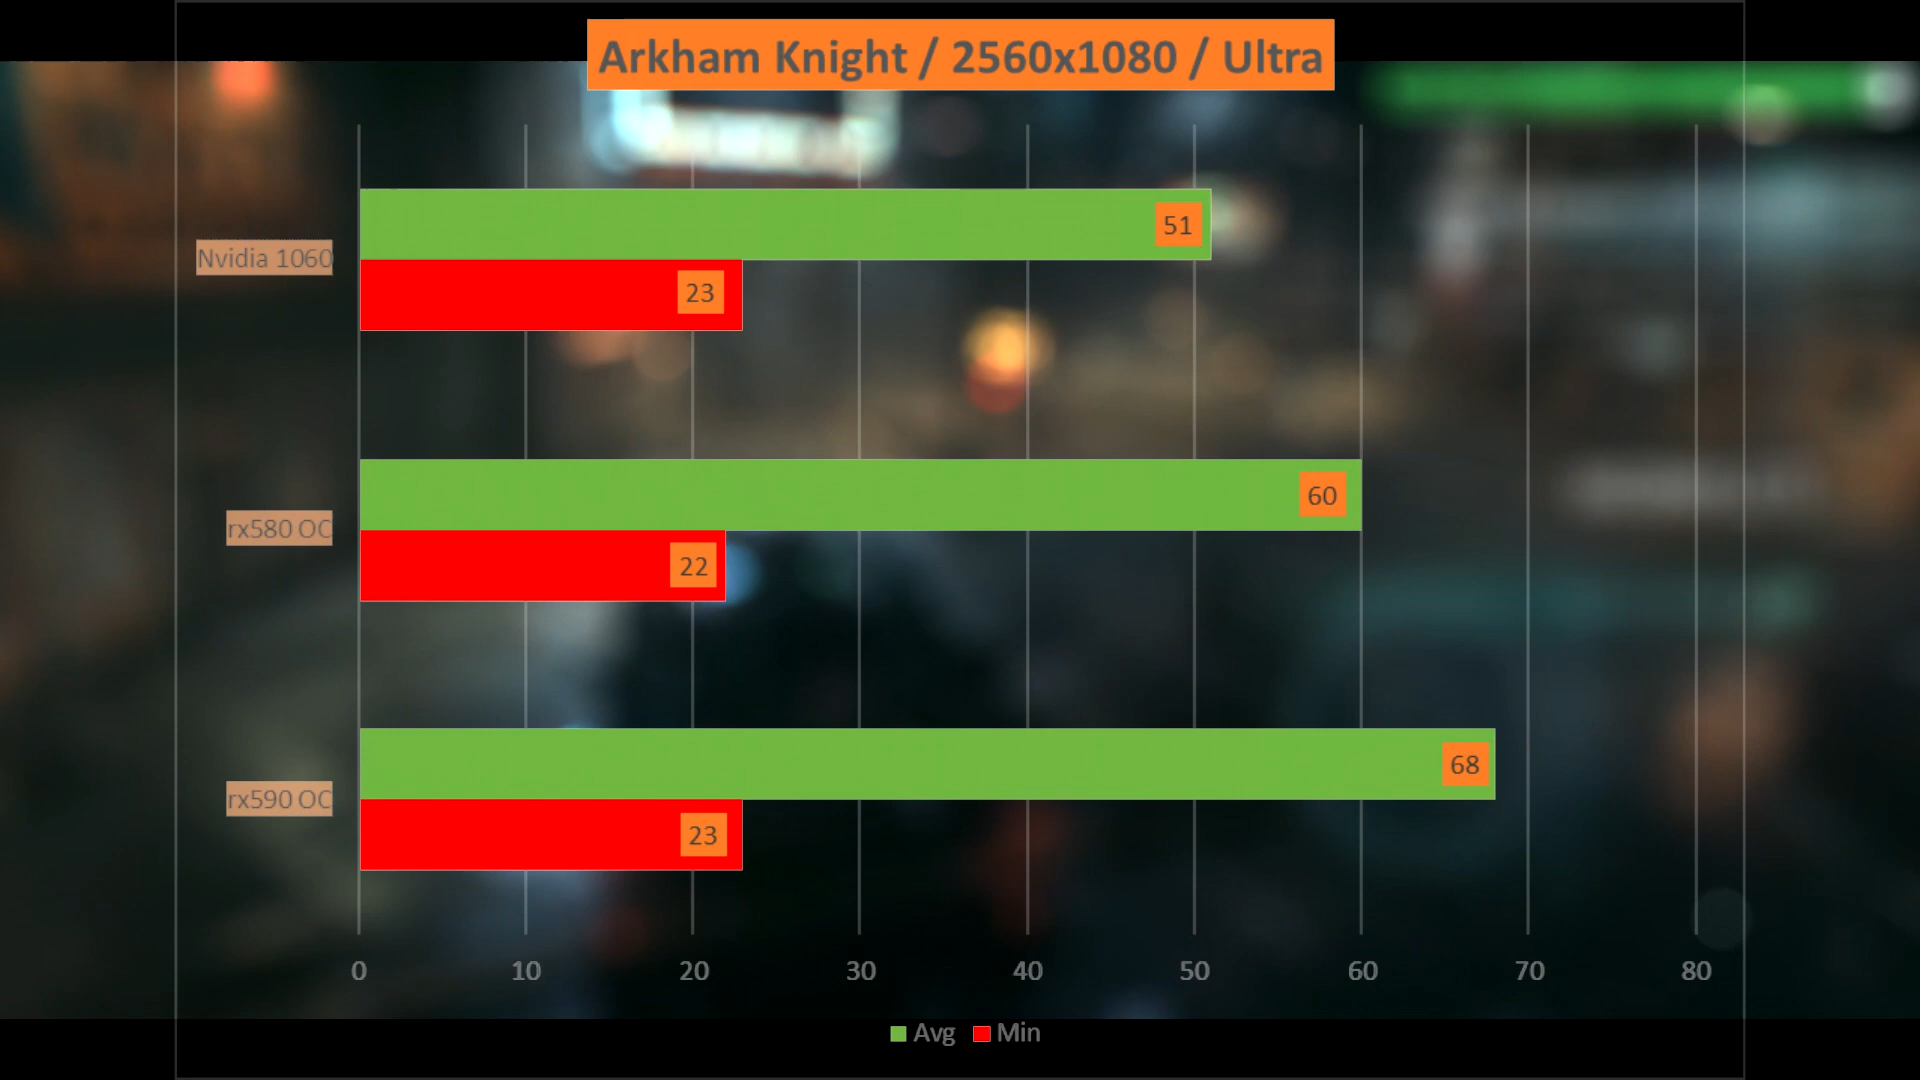 Arkham Knight / 2560x1080 / Ultra
Nvidia 1060
51
23
rx580 OC
60
22
rx590 OC
68
23
0 10 20 30 40 50 60 70 80
Avg Min